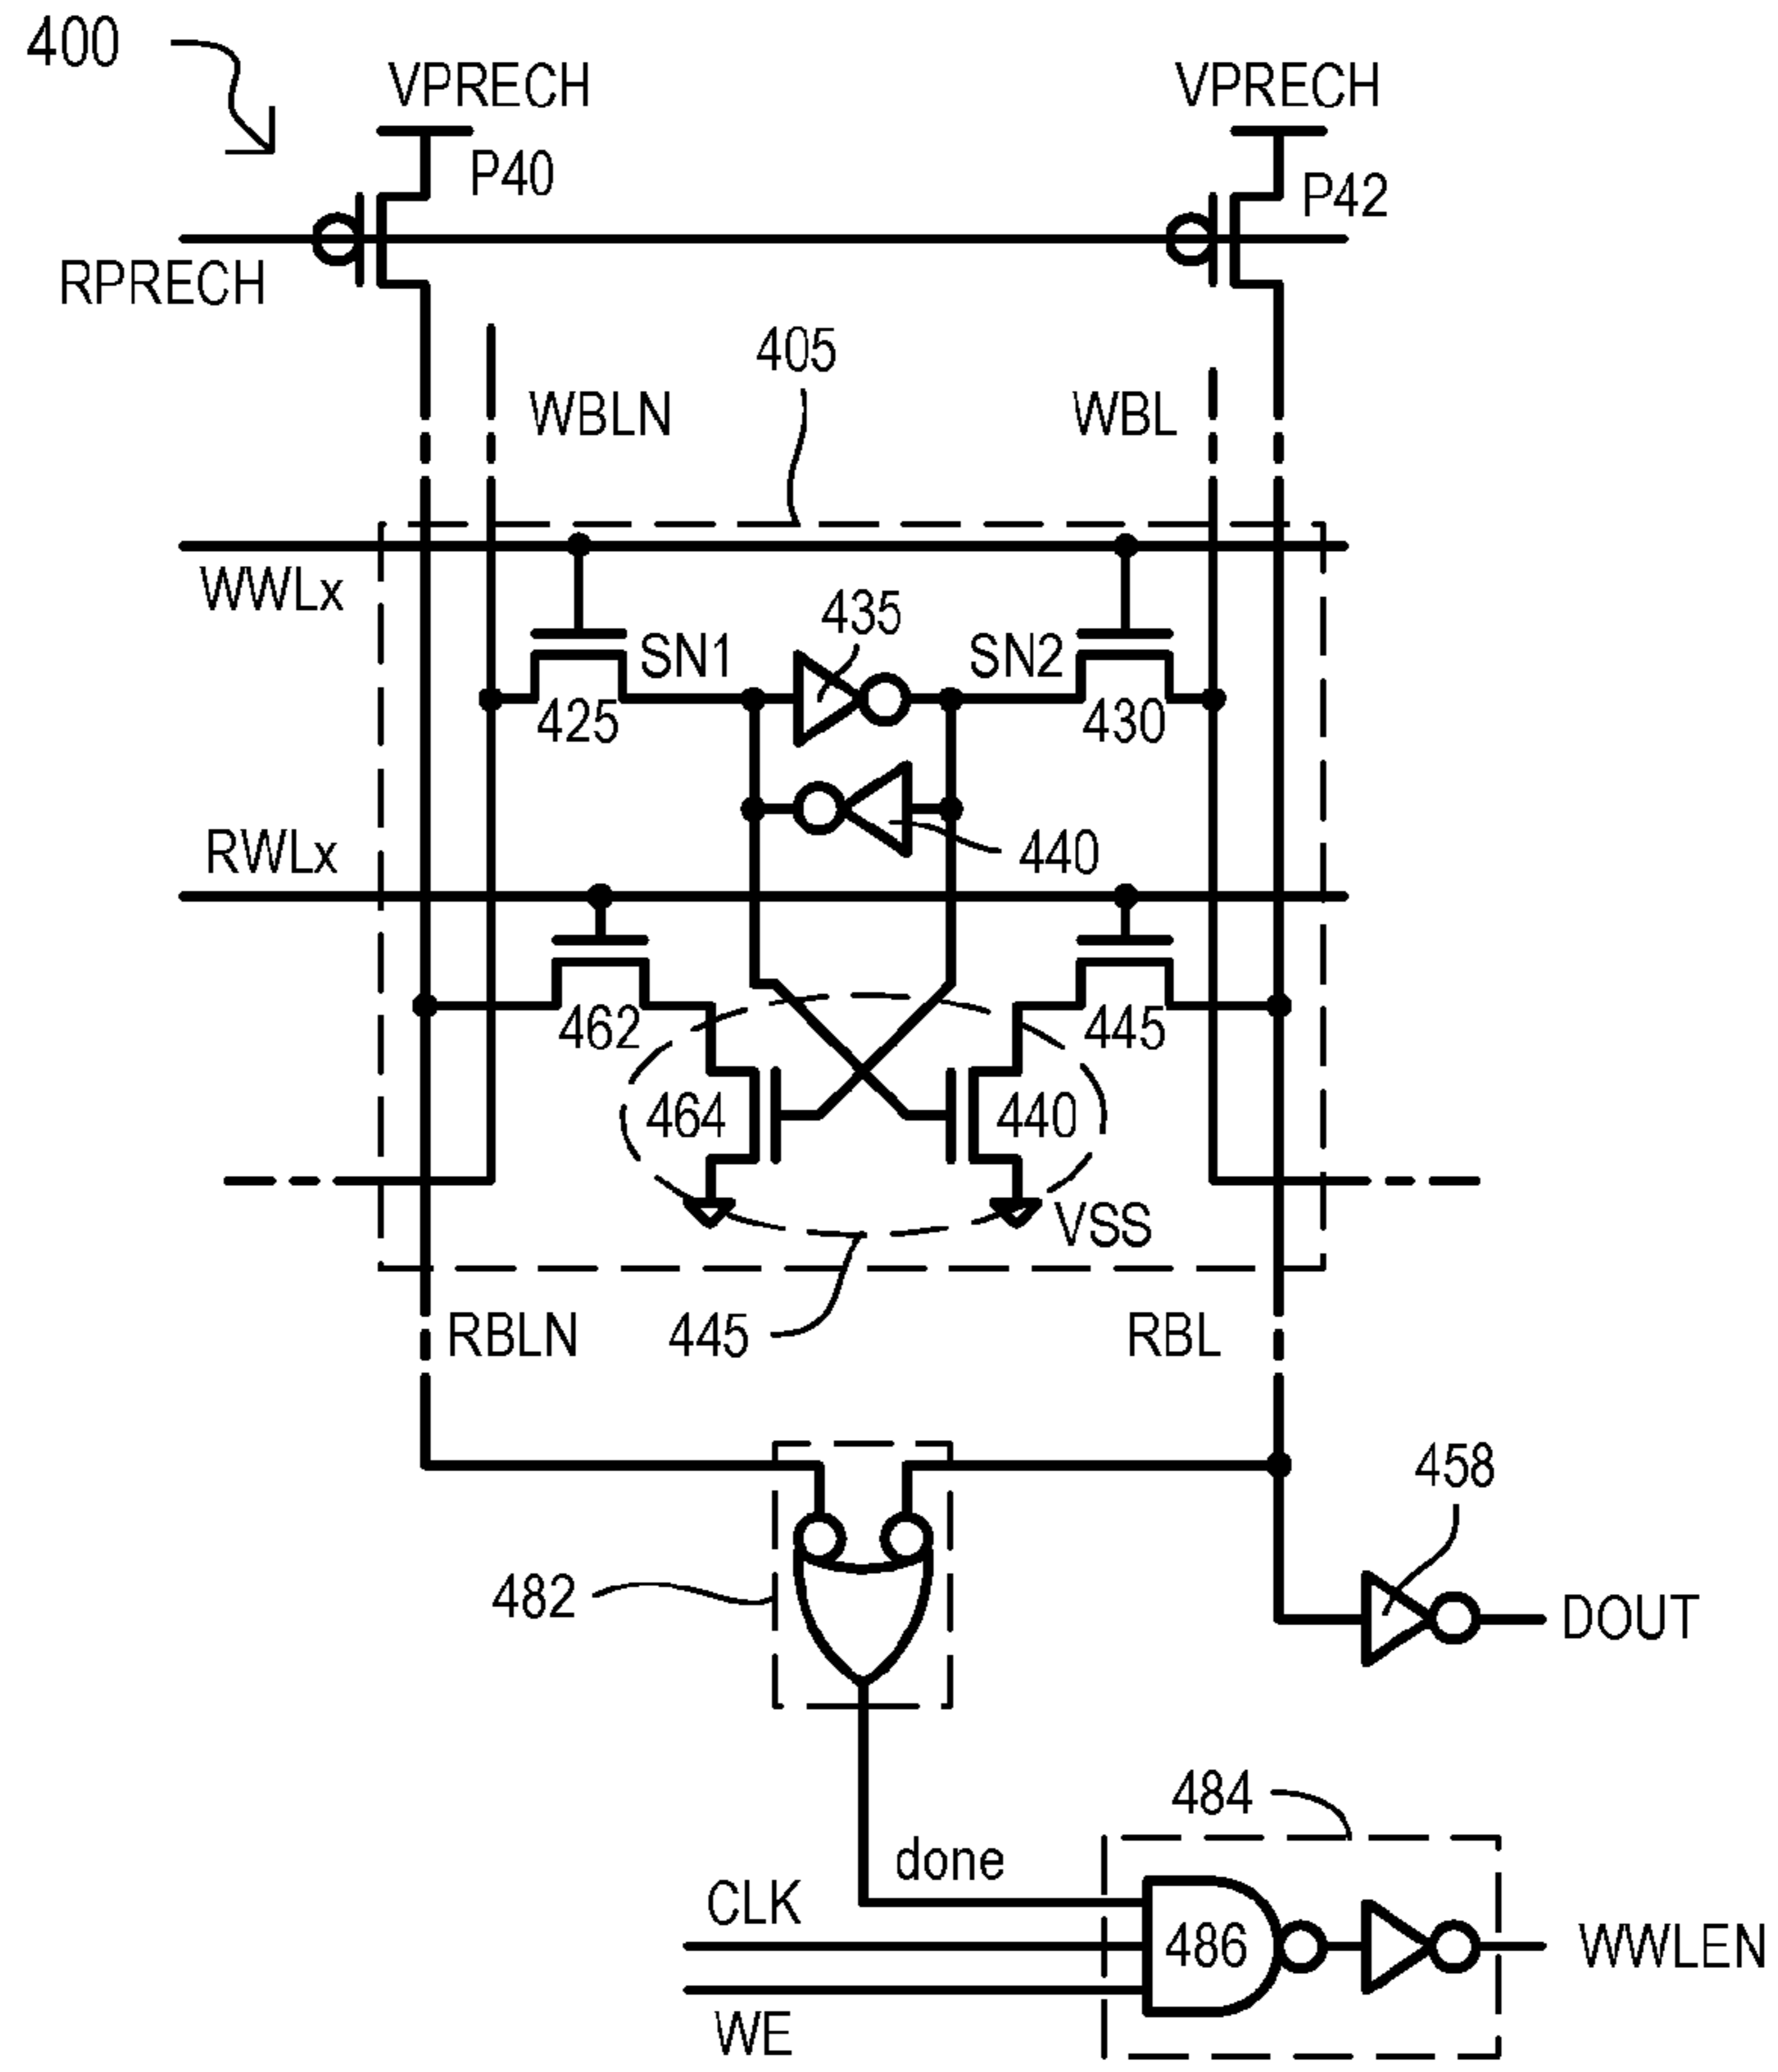 400
VPRECH
VPRECH
P40
P42
RPRECH
405
WBLN
WBL
WWLx
435
SN1
SN2
425
430
RWLx
440
462
445
464
440
VSS
RBLN
445
RBL
458
482
DOUT
484
done
CLK
486
WWLEN
WE